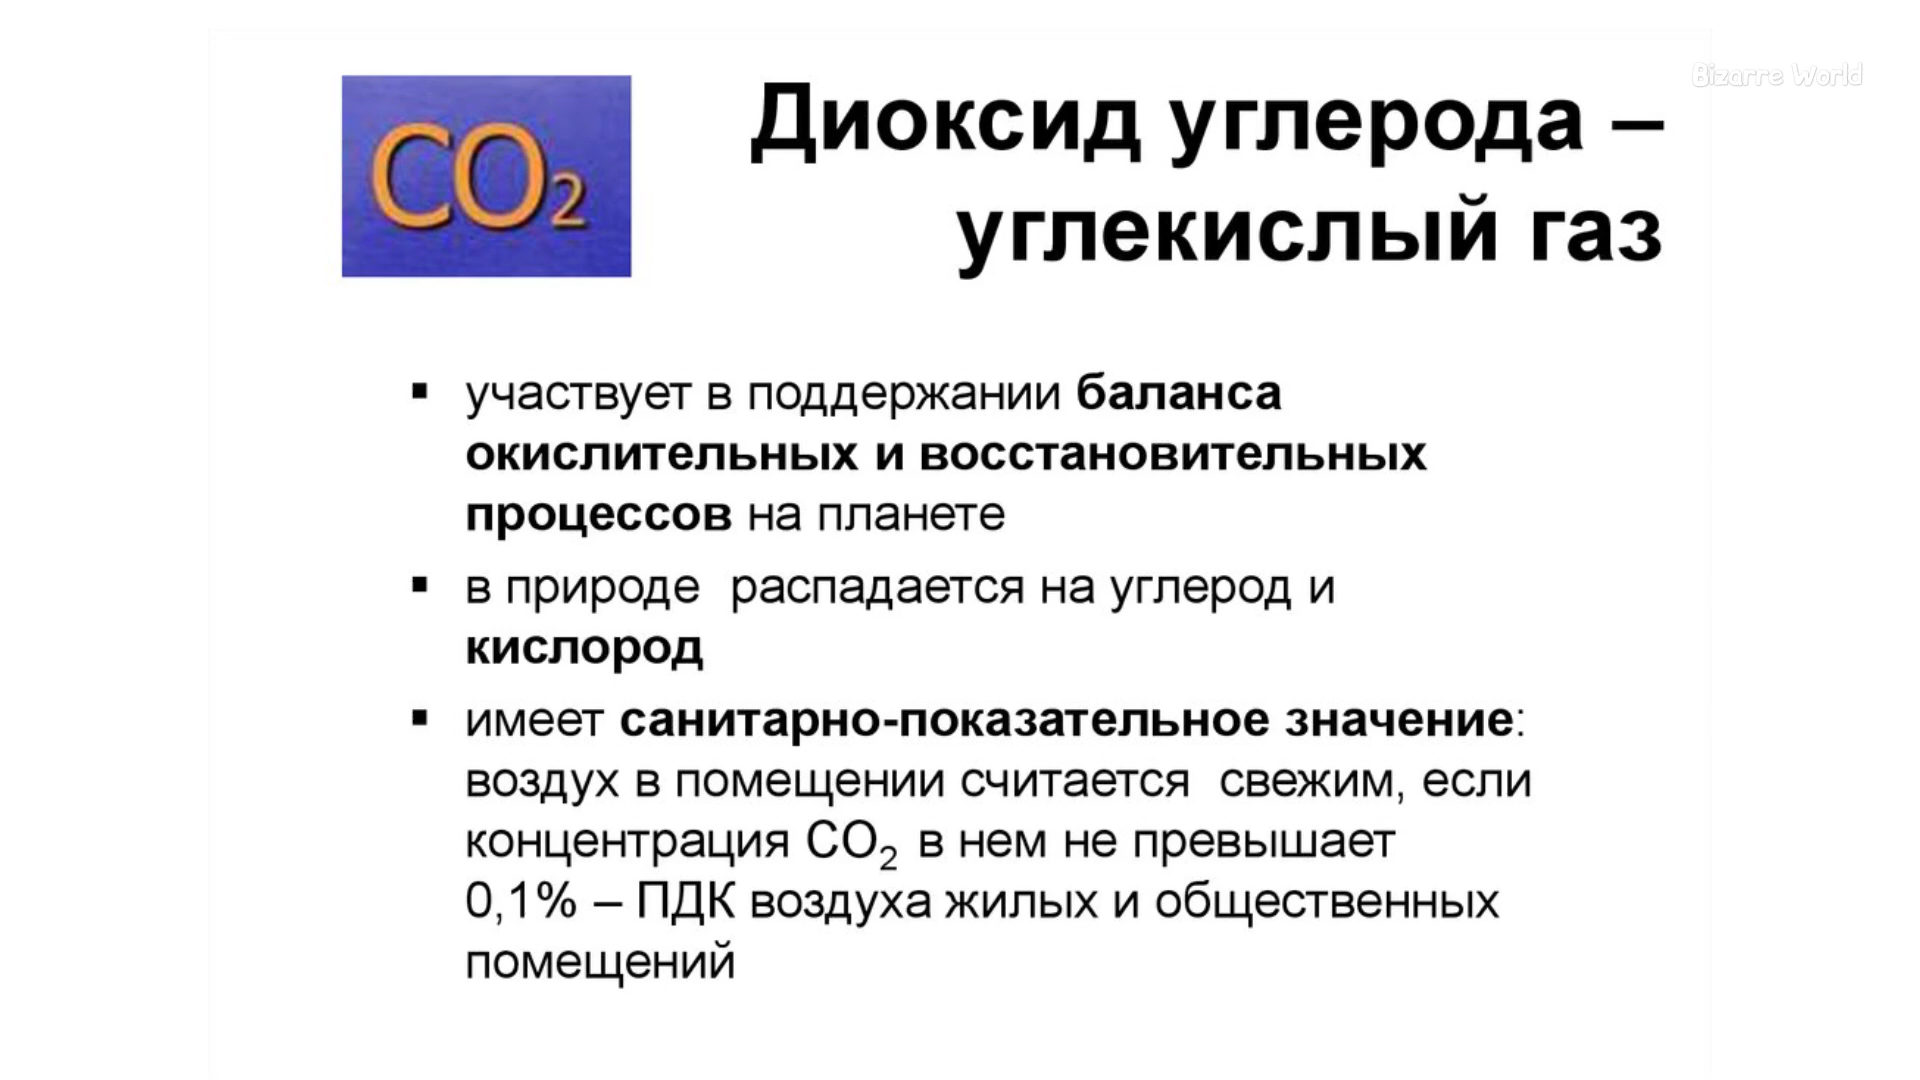 Bizarre World
CO₂
Диоксид углерода –
углекислый газ
▪ участвует в поддержании баланса
окислительных и восстановительных
процессов на планете
▪ в природе распадается на углерод и
кислород
▪ имеет санитарно-показательное значение:
воздух в помещении считается свежим, если
концентрация СО₂ в нем не превышает
0,1% – ПДК воздуха жилых и общественных
помещений